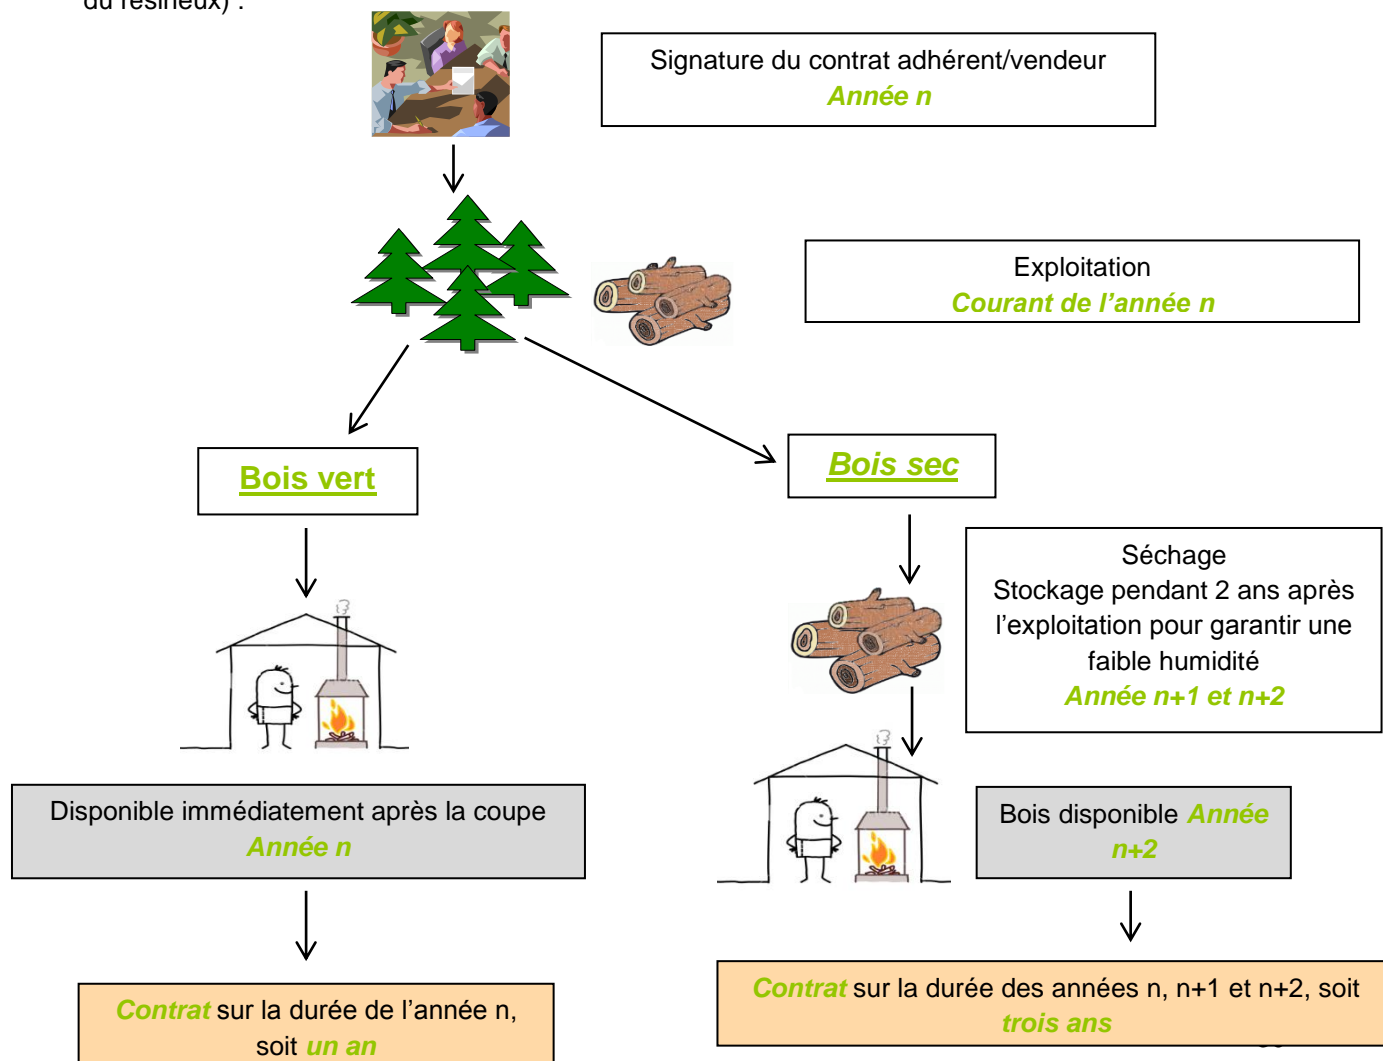 du résineux) :
Signature du contrat adhérent/vendeur
Année n
Exploitation
Courant de l’année n
Bois vert
Bois sec
Séchage
Stockage pendant 2 ans après
l’exploitation pour garantir une
faible humidité
Année n+1 et n+2
Disponible immédiatement après la coupe
Année n
Bois disponible Année
n+2
Contrat sur la durée de l’année n,
soit un an
Contrat sur la durée des années n, n+1 et n+2, soit
trois ans